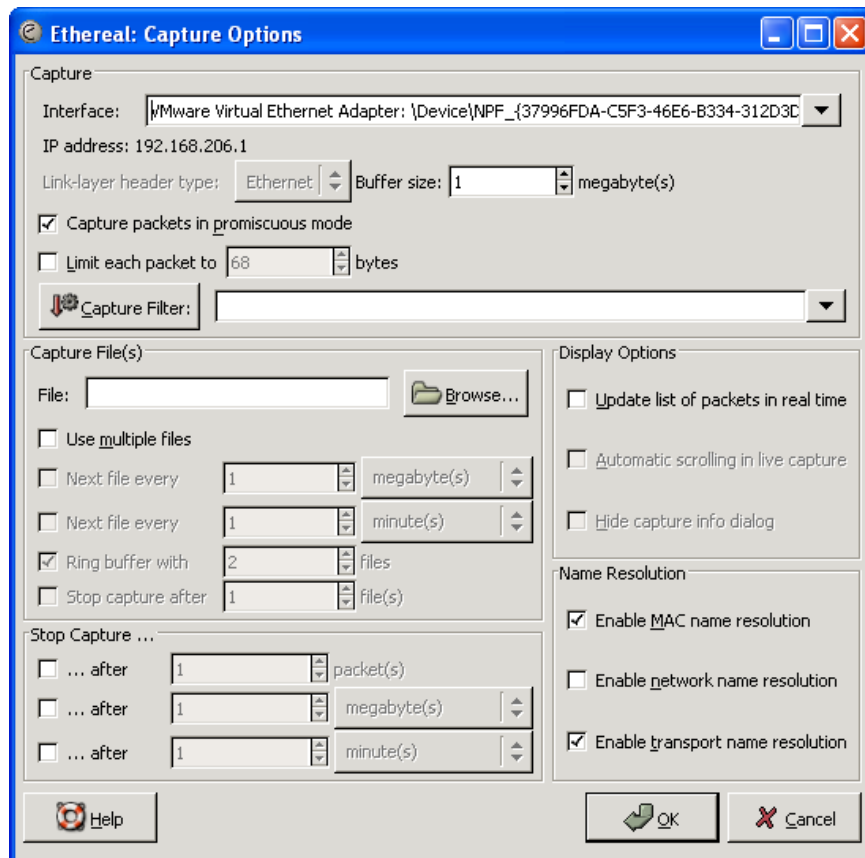 Ethereal: Capture Options
Capture
Interface: VMware Virtual Ethernet Adapter: \Device\NPF_{37996FDA-C5F3-46E6-B334-312D3D
IP address: 192.168.206.1
Link-layer header type: Ethernet Buffer size: 1 megabyte(s)
Capture packets in promiscuous mode
Limit each packet to 68 bytes
Capture Filter:
Capture File(s)
File: Browse...
Use multiple files
Next file every 1 megabyte(s)
Next file every 1 minute(s)
Ring buffer with 2 files
Stop capture after 1 file(s)
Stop Capture ...
... after 1 packet(s)
... after 1 megabyte(s)
... after 1 minute(s)
Display Options
Update list of packets in real time
Automatic scrolling in live capture
Hide capture info dialog
Name Resolution
Enable MAC name resolution
Enable network name resolution
Enable transport name resolution
Help OK Cancel